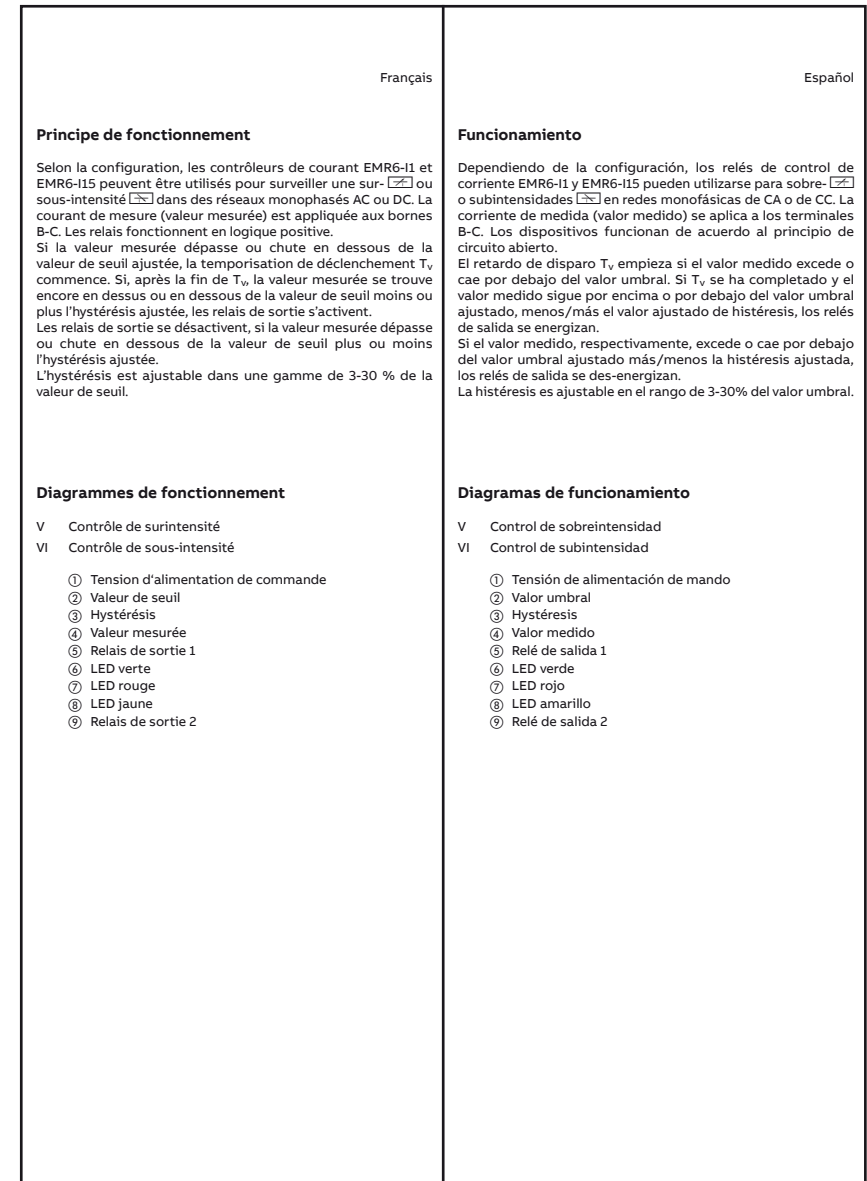 Français
Principe de fonctionnement
Selon la configuration, les contrôleurs de courant EMR6-I1 et
EMR6-I15 peuvent être utilisés pour surveiller une sur- ou
sous-intensité dans des réseaux monophasés AC ou DC. La
courant de mesure (valeur mesurée) est appliquée aux bornes
B-C. Les relais fonctionnent en logique positive.
Si la valeur mesurée dépasse ou chute en dessous de la
valeur de seuil ajustée, la temporisation de déclenchement Tᵥ
commence. Si, après la fin de Tᵥ, la valeur mesurée se trouve
encore en dessus ou en dessous de la valeur de seuil moins ou
plus l'hystérésis ajustée, les relais de sortie s'activent.
Les relais de sortie se désactivent, si la valeur mesurée dépasse
ou chute en dessous de la valeur de seuil plus ou moins
l'hystérésis ajustée.
L'hystérésis est ajustable dans une gamme de 3-30 % de la
valeur de seuil.
Diagrammes de fonctionnement
V Contrôle de surintensité
VI Contrôle de sous-intensité
① Tension d'alimentation de commande
② Valeur de seuil
③ Hystérésis
④ Valeur mesurée
⑤ Relais de sortie 1
⑥ LED verte
⑦ LED rouge
⑧ LED jaune
⑨ Relais de sortie 2
Español
Funcionamiento
Dependiendo de la configuración, los relés de control de
corriente EMR6-I1 y EMR6-I15 pueden utilizarse para sobre-
o subintensidades en redes monofásicas de CA o de CC. La
corriente de medida (valor medido) se aplica a los terminales
B-C. Los dispositivos funcionan de acuerdo al principio de
circuito abierto.
El retardo de disparo Tᵥ empieza si el valor medido excede o
cae por debajo del valor umbral. Si Tᵥ se ha completado y el
valor medido sigue por encima o por debajo del valor umbral
ajustado, menos/más el valor ajustado de histéresis, los relés
de salida se energizan.
Si el valor medido, respectivamente, excede o cae por debajo
del valor umbral ajustado más/menos la histéresis ajustada,
los relés de salida se des-energizan.
La histéresis es ajustable en el rango de 3-30% del valor umbral.
Diagramas de funcionamiento
V Control de sobreintensidad
VI Control de subintensidad
① Tensión de alimentación de mando
② Valor umbral
③ Hystéresis
④ Valor medido
⑤ Relé de salida 1
⑥ LED verde
⑦ LED rojo
⑧ LED amarillo
⑨ Relé de salida 2